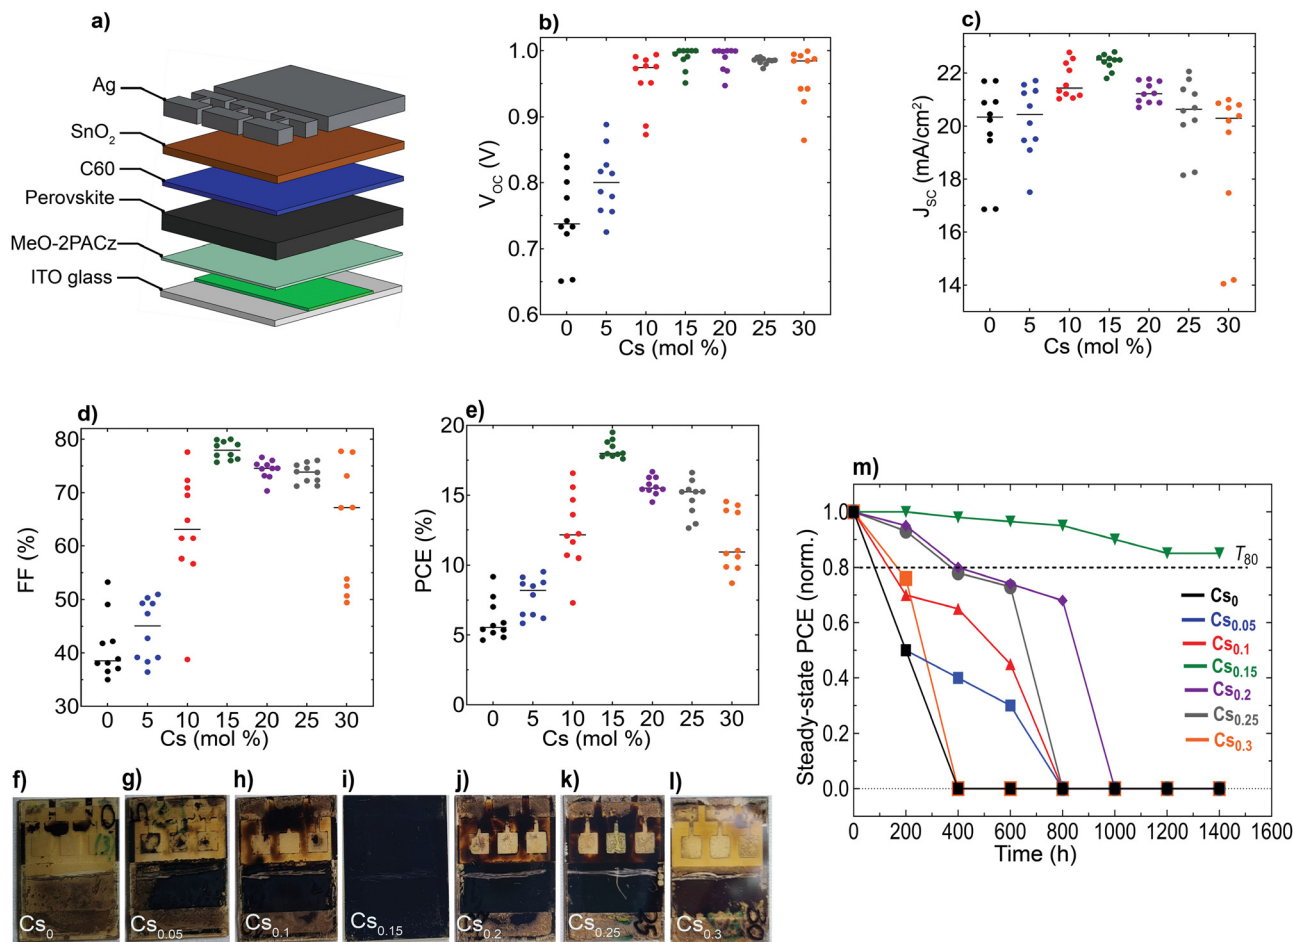 a)
Ag
SnO2
C60
Perovskite
MeO-2PACz
ITO glass
b)
VOC (V)
1.0
0.9
0.8
0.7
0.6
0 5 10 15 20 25 30
Cs (mol %)
c)
JSC (mA/cm2)
22
20
18
16
14
0 5 10 15 20 25 30
Cs (mol %)
d)
FF (%)
80
70
60
50
40
30
0 5 10 15 20 25 30
Cs (mol %)
e)
PCE (%)
20
15
10
5
0
0 5 10 15 20 25 30
Cs (mol %)
f) g) h) i) j) k) l)
Cs0 Cs0.05 Cs0.1 Cs0.15 Cs0.2 Cs0.25 Cs0.3
m)
Steady-state PCE (norm.)
1.0
0.8
0.6
0.4
0.2
0.0
T80
Cs0
Cs0.05
Cs0.1
Cs0.15
Cs0.2
Cs0.25
Cs0.3
0 200 400 600 800 1000 1200 1400 1600
Time (h)